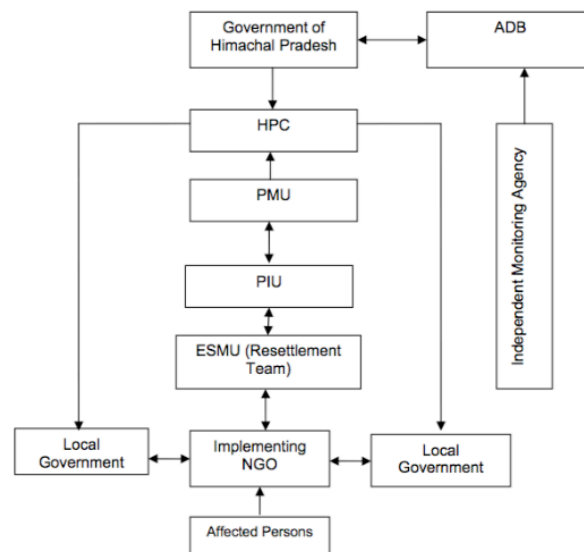 Government of
Himachal Pradesh
ADB
HPC
PMU
Independent Monitoring Agency
PIU
ESMU (Resettlement
Team)
Local
Government
Implementing
NGO
Local
Government
Affected Persons